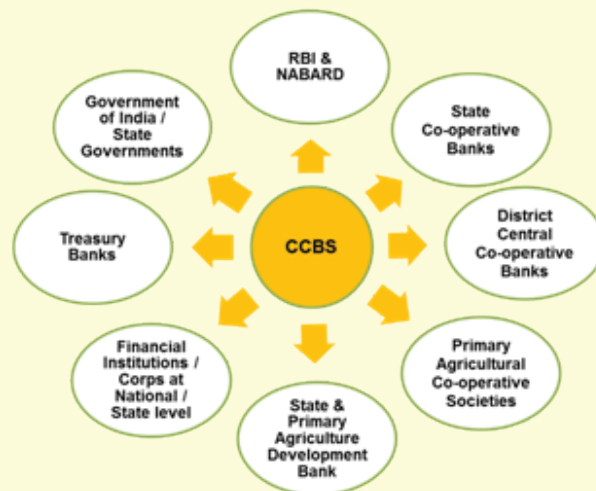 RBI &
NABARD
Government
of India /
State
Governments
State
Co-operative
Banks
Treasury
Banks
CCBS
District
Central
Co-operative
Banks
Financial
Institutions /
Corps at
National /
State level
Primary
Agricultural
Co-operative
Societies
State &
Primary
Agriculture
Development
Bank